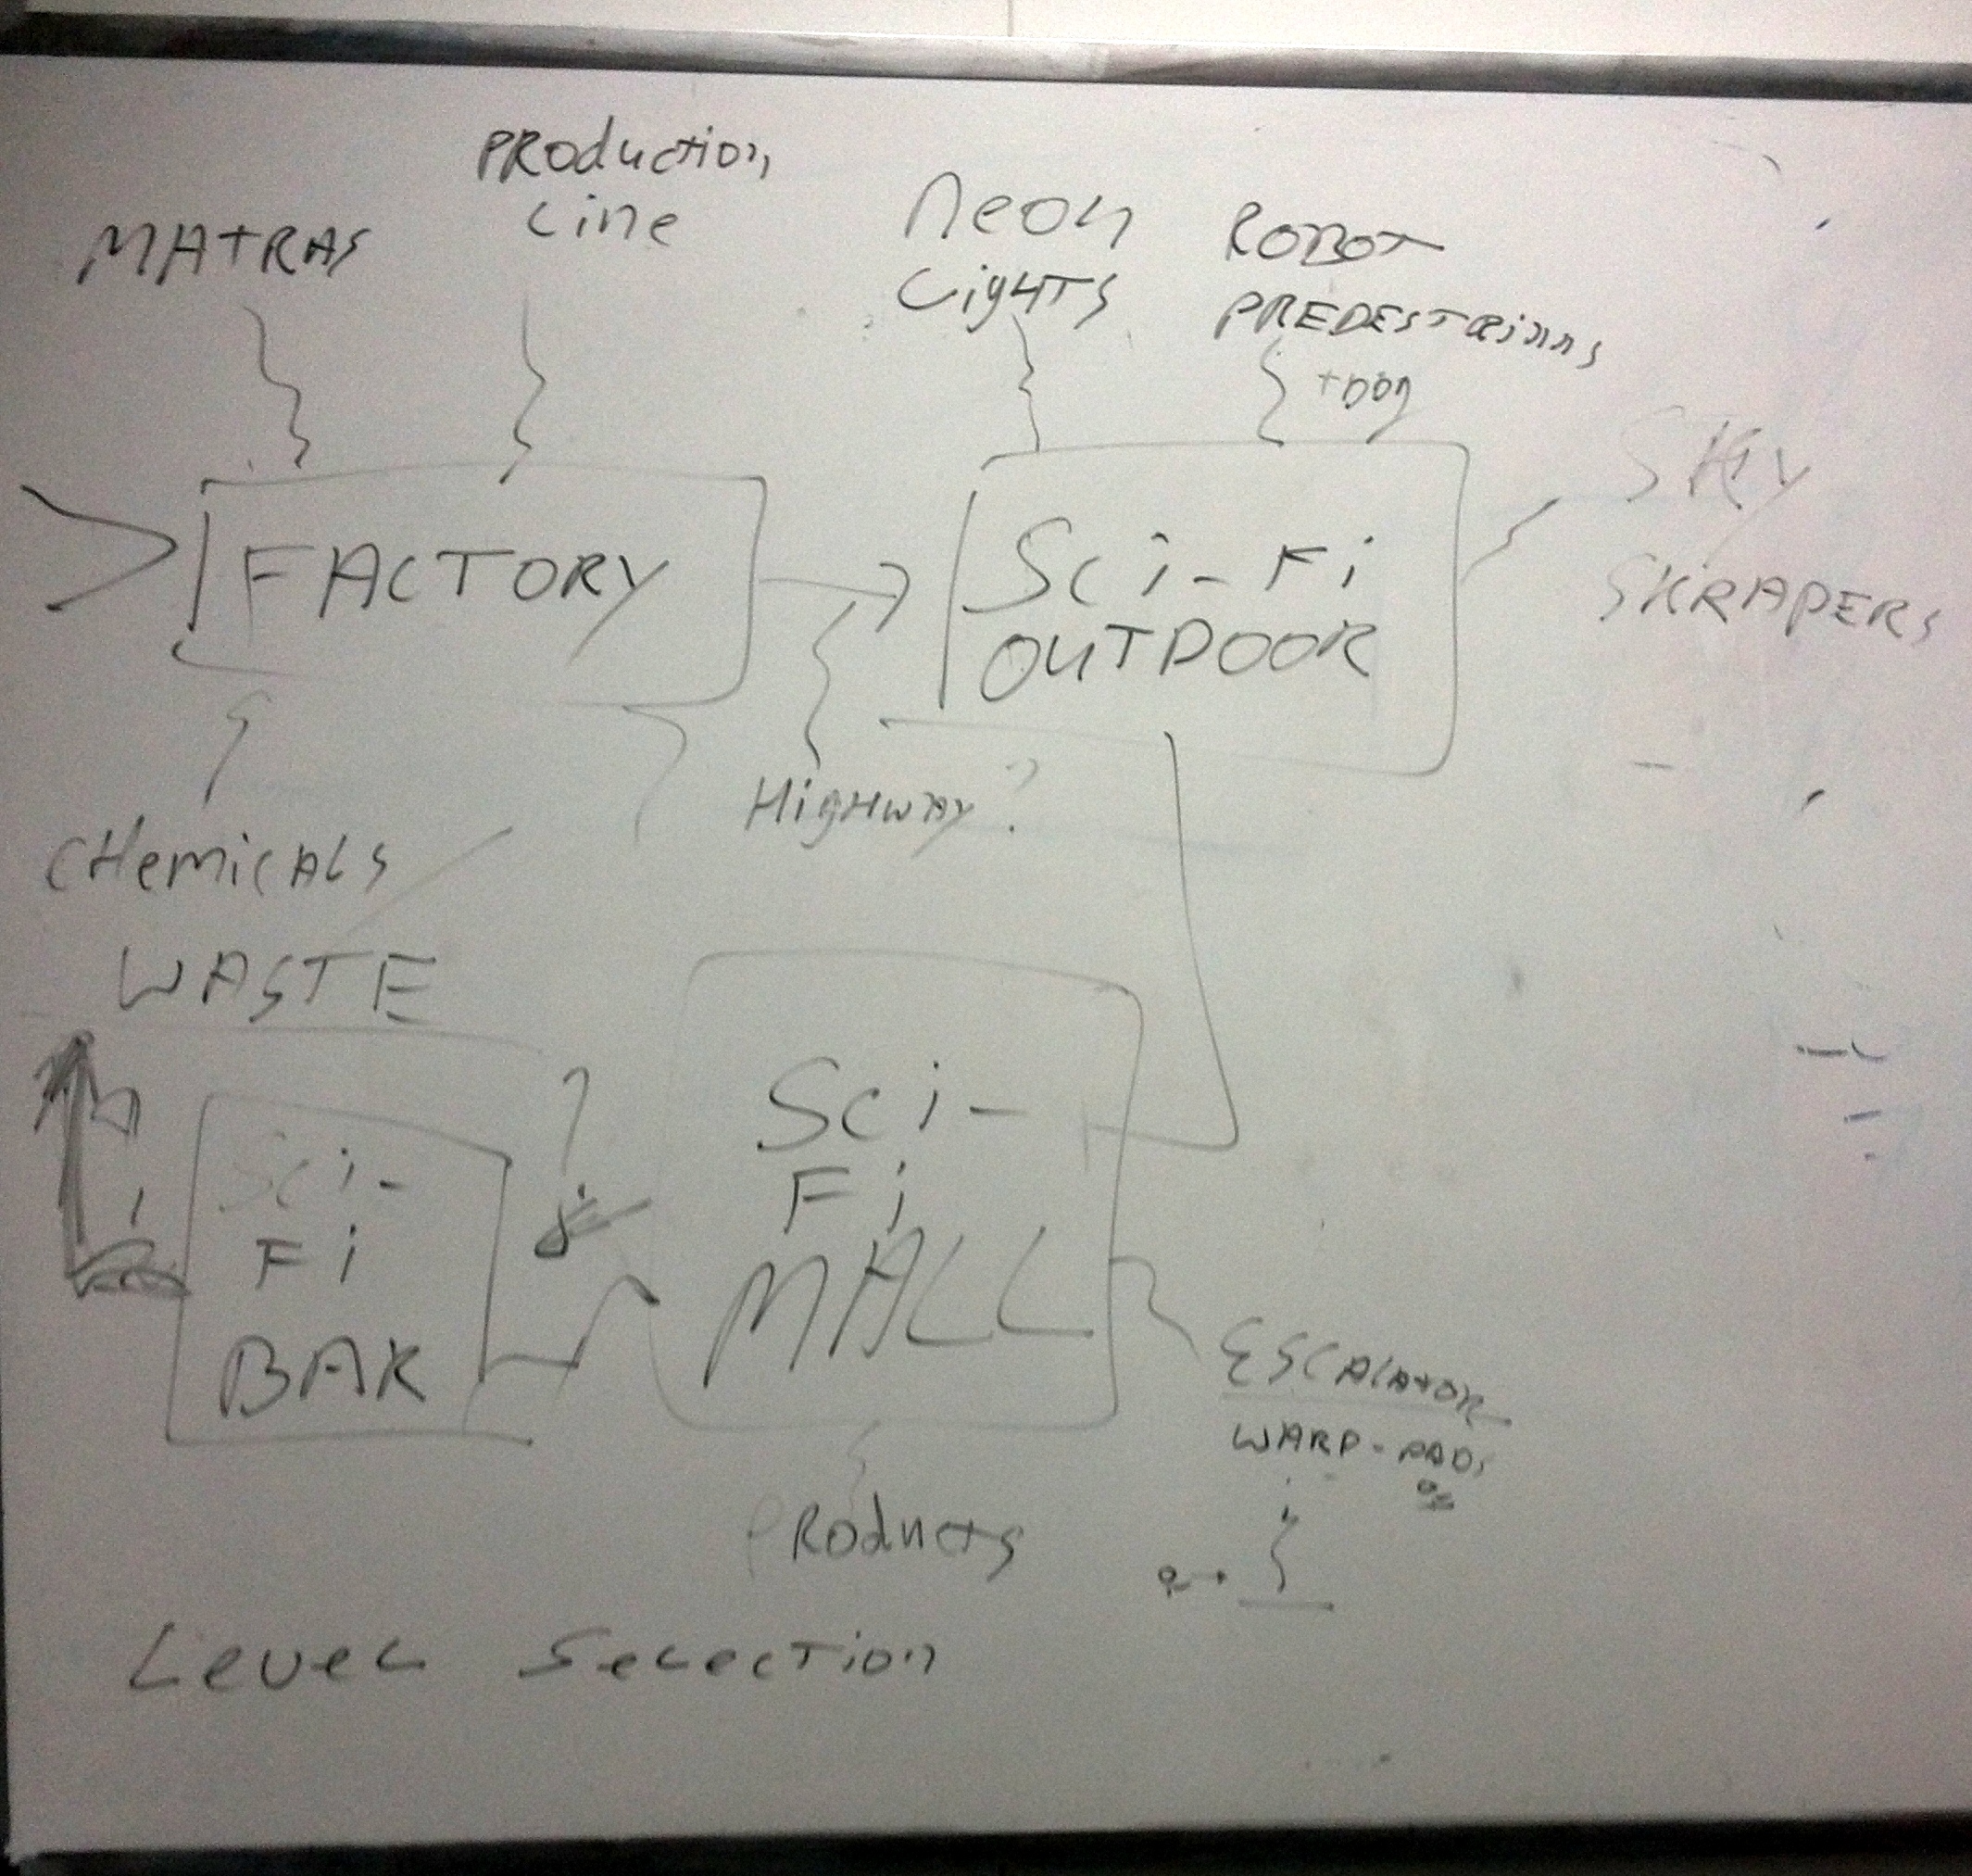 PRODuction
Line
MATRAS
Neon
LigHTS
ROBOT
PREDESTRiANS
+DOg
SKY
SKRAPERS
FACTORY
Sci-Fi
OUTDOOR
HigHwAy?
CHemicALS
WASTE
?
Sci-
Fi
MALL
Sci-
Fi
BAR
ESCALAtOR
WARP-PADS
PRoducts
Level Selection